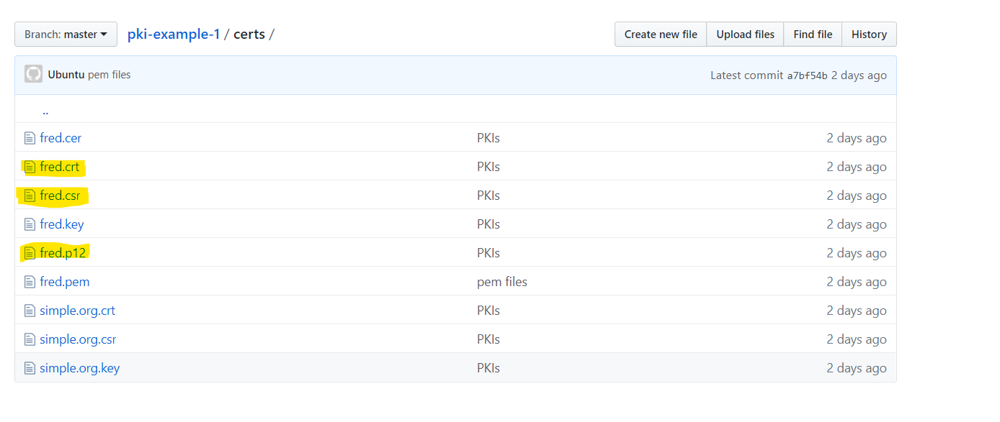 Branch: master pki-example-1 / certs / Create new file Upload files Find file History
Ubuntu pem files Latest commit a7bf54b 2 days ago
..
fred.cer PKIs 2 days ago
fred.crt PKIs 2 days ago
fred.csr PKIs 2 days ago
fred.key PKIs 2 days ago
fred.p12 PKIs 2 days ago
fred.pem pem files 2 days ago
simple.org.crt PKIs 2 days ago
simple.org.csr PKIs 2 days ago
simple.org.key PKIs 2 days ago